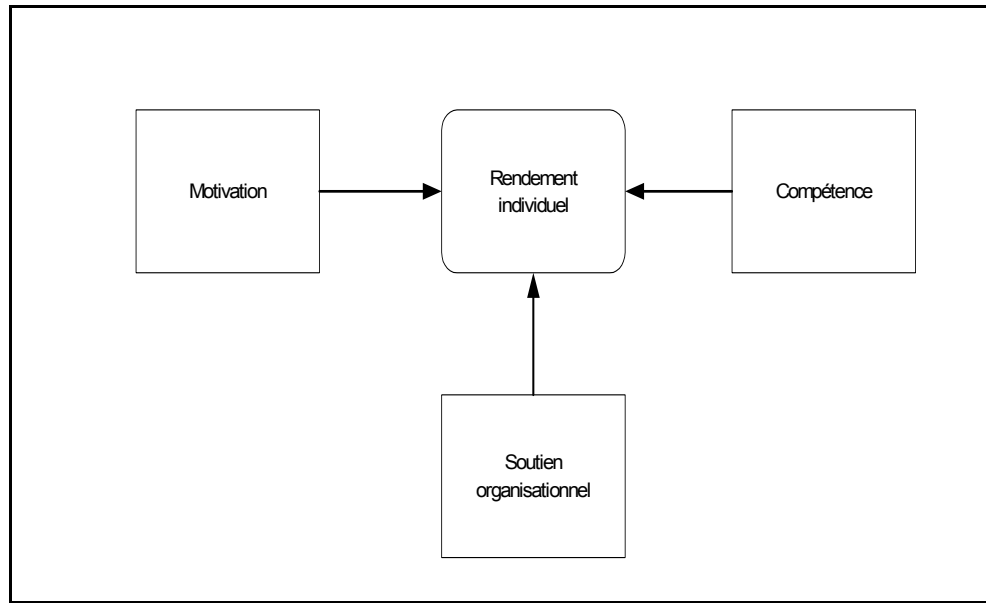 Motivation
Rendement
individuel
Compétence
Soutien
organisationnel